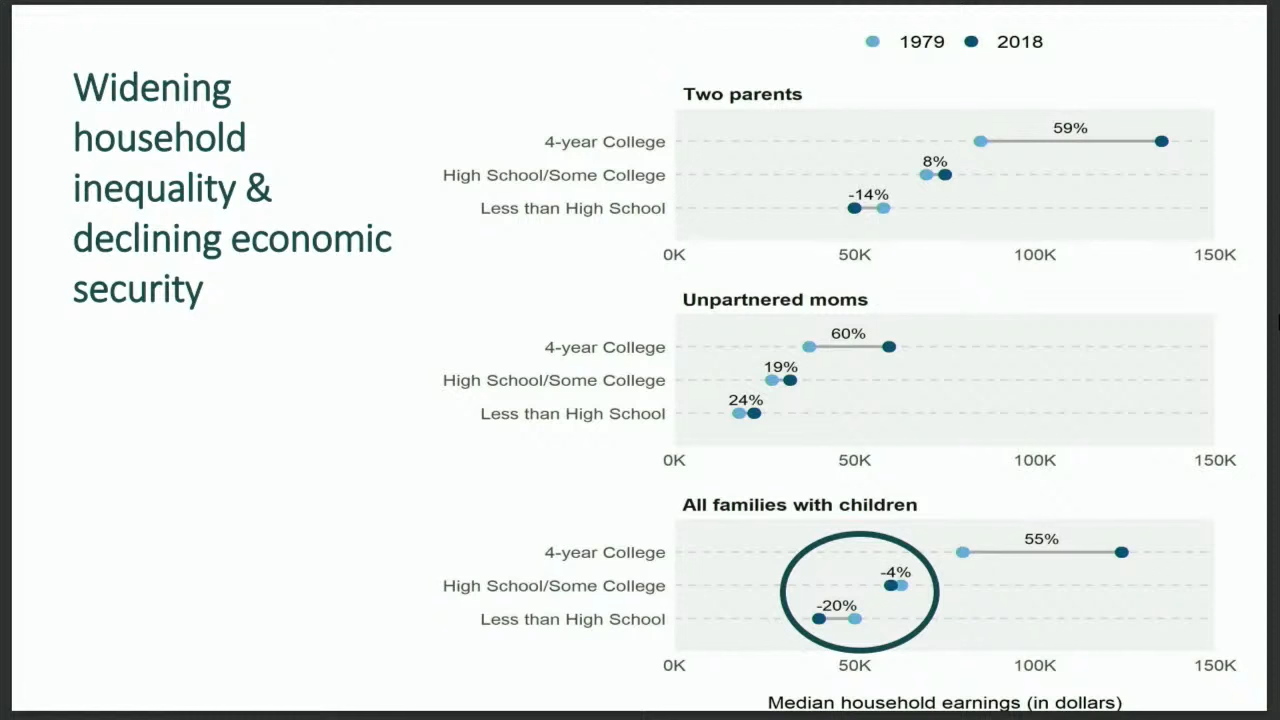 Widening
household
inequality &
declining economic
security
1979 2018
Two parents
4-year College 59%
High School/Some College 8%
Less than High School -14%
0K 50K 100K 150K
Unpartnered moms
4-year College 60%
High School/Some College 19%
Less than High School 24%
0K 50K 100K 150K
All families with children
4-year College 55%
High School/Some College -4%
Less than High School -20%
0K 50K 100K 150K
Median household earnings (in dollars)